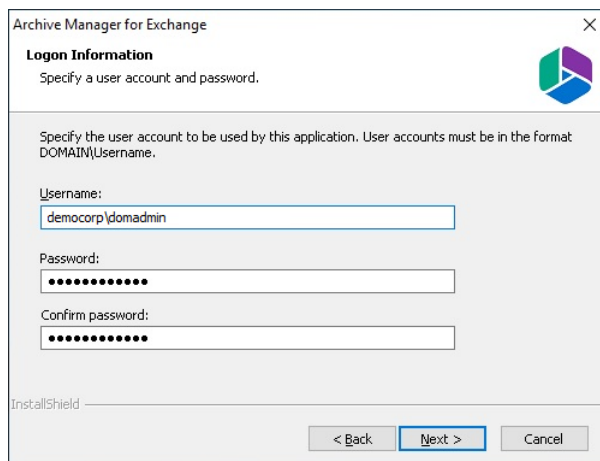 Archive Manager for Exchange
Logon Information
Specify a user account and password.
Specify the user account to be used by this application. User accounts must be in the format
DOMAIN\Username.
Username:
democorp\domadmin
Password:
●●●●●●●●●●●●
Confirm password:
●●●●●●●●●●●●
InstallShield
< Back
Next >
Cancel